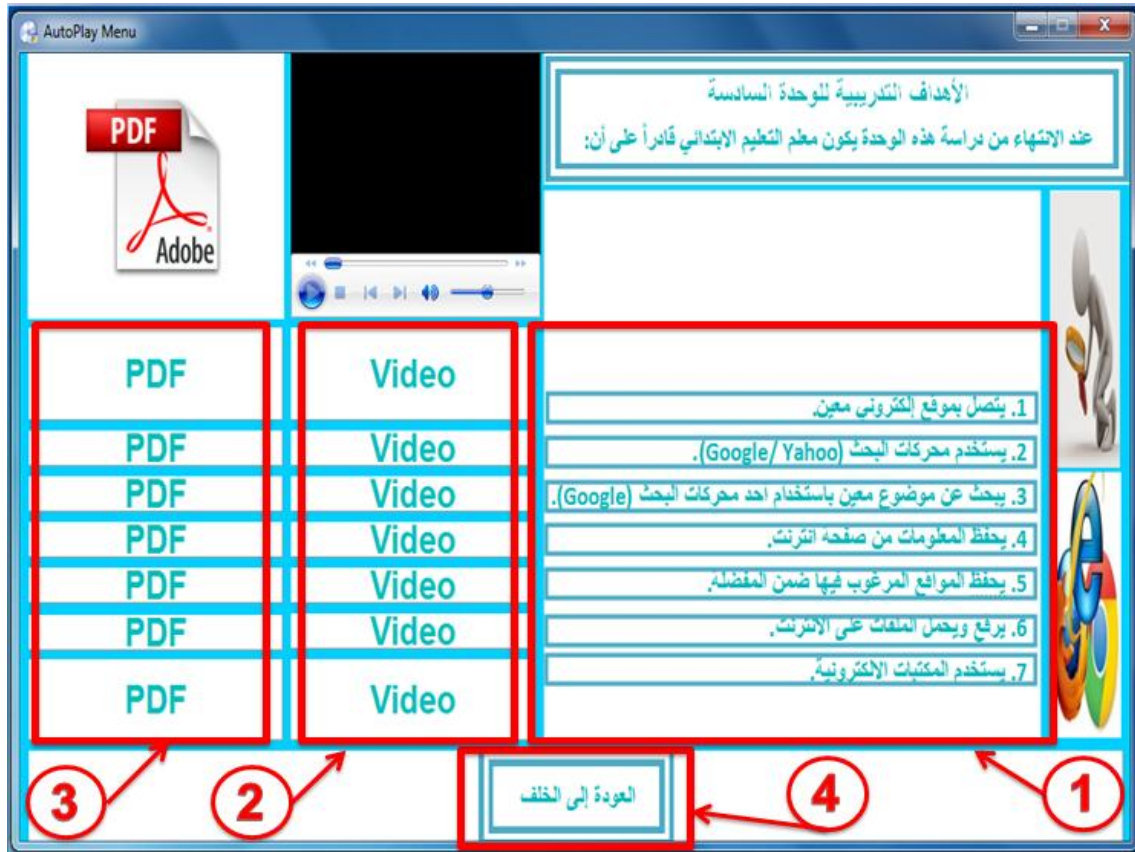 AutoPlay Menu
الأهداف التدريبية للوحدة السادسة
عند الانتهاء من دراسة هذه الوحدة يكون معلم التعليم الابتدائي قادراً على أن:
PDF
Adobe
1. يتصل بموقع إلكتروني معين.
Video
PDF
2. يستخدم محركات البحث (Google/ Yahoo).
Video
PDF
3. يبحث عن موضوع معين باستخدام احد محركات البحث (Google).
Video
PDF
4. يحفظ المعلومات من صفحة انترنت.
Video
PDF
5. يحفظ المواقع المرغوب فيها ضمن المفضلة.
Video
PDF
6. يرفع ويحمل الملفات على الانترنت.
Video
PDF
7. يستخدم المكتبات الالكترونية.
Video
PDF
العودة إلى الخلف
1
2
3
4